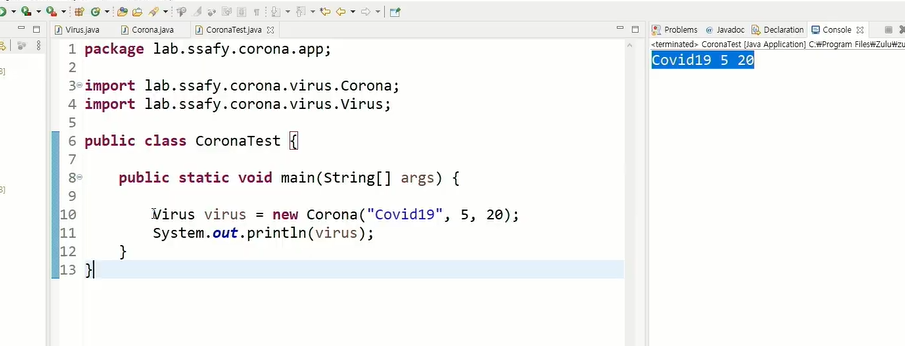 Virus.java Corona.java CoronaTest.java
1 package lab.ssafy.corona.app;
2
3 import lab.ssafy.corona.virus.Corona;
4 import lab.ssafy.corona.virus.Virus;
5
6 public class CoronaTest {
7
8 public static void main(String[] args) {
9
10 Virus virus = new Corona("Covid19", 5, 20);
11 System.out.println(virus);
12 }
13 }
Problems Javadoc Declaration Console
<terminated> CoronaTest [Java Application] C:₩Program Files₩Zulu₩zu
Covid19 5 20